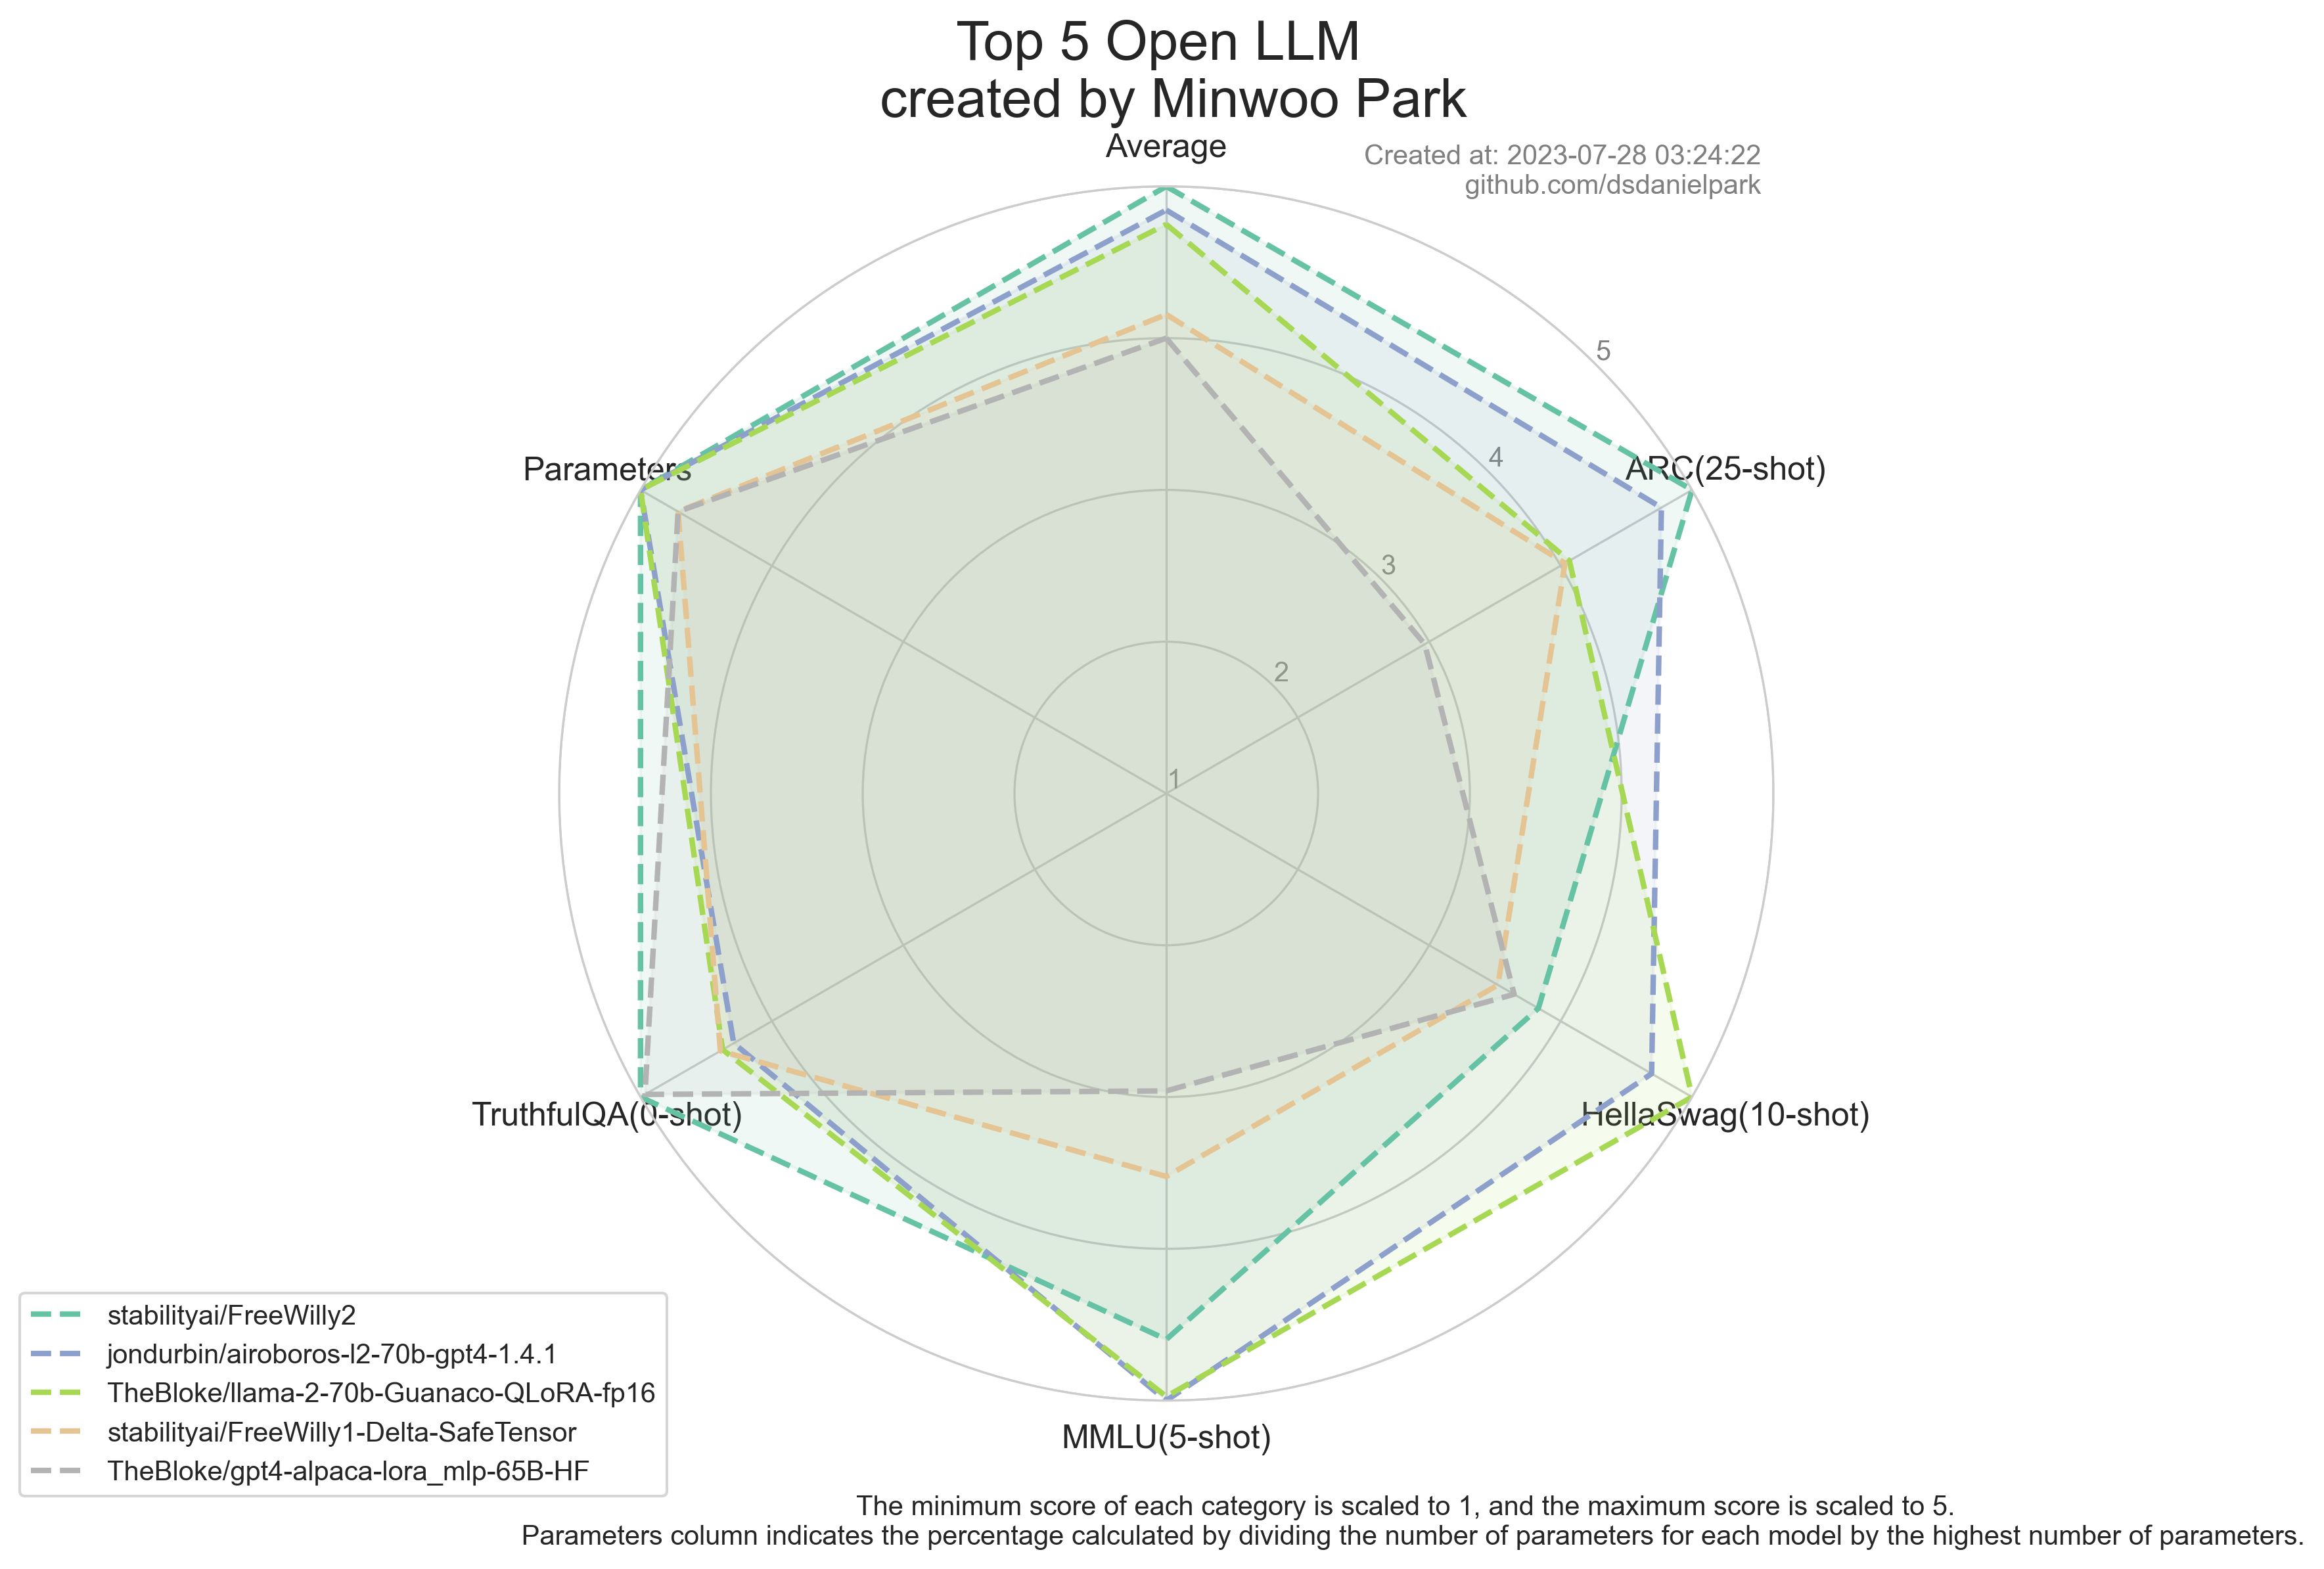 Top 5 Open LLM
created by Minwoo Park
Average
Created at: 2023-07-28 03:24:22
github.com/dsdanielpark
5
4
Parameters
ARC(25-shot)
3
2
1
TruthfulQA(0-shot)
HellaSwag(10-shot)
MMLU(5-shot)
stabilityai/FreeWilly2
jondurbin/airoboros-l2-70b-gpt4-1.4.1
TheBloke/llama-2-70b-Guanaco-QLoRA-fp16
stabilityai/FreeWilly1-Delta-SafeTensor
TheBloke/gpt4-alpaca-lora_mlp-65B-HF
The minimum score of each category is scaled to 1, and the maximum score is scaled to 5.
Parameters column indicates the percentage calculated by dividing the number of parameters for each model by the highest number of parameters.